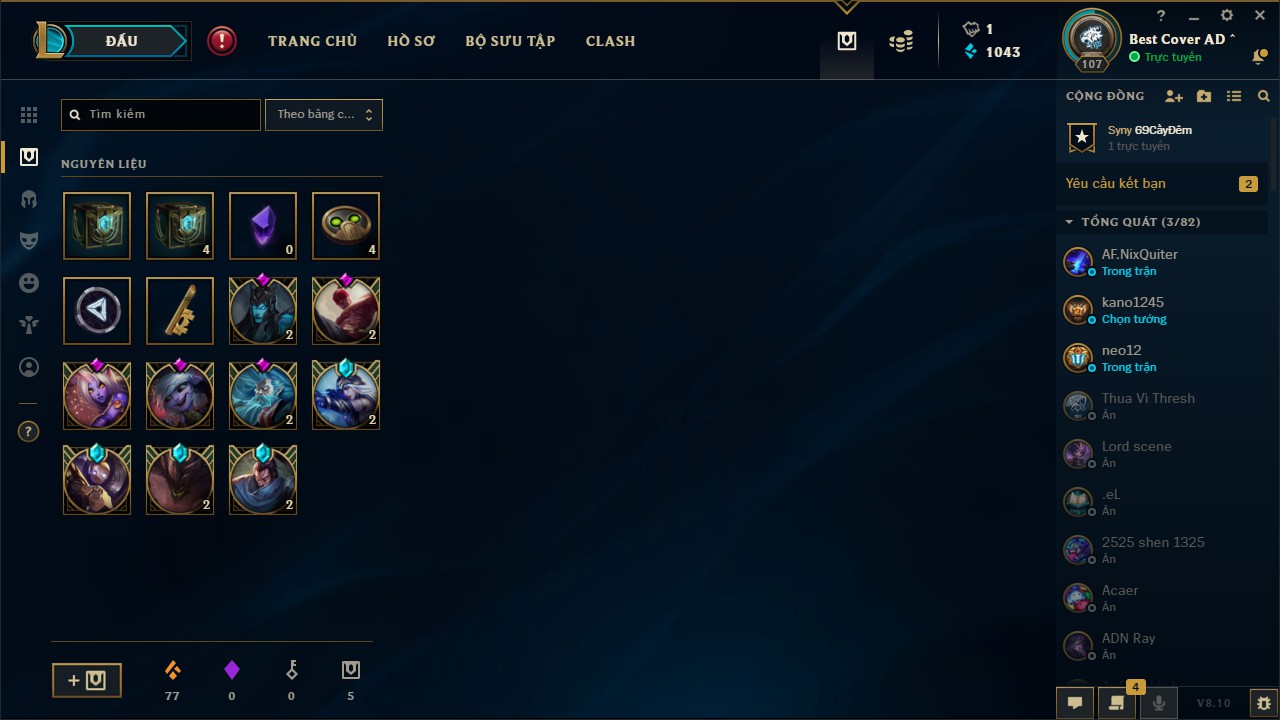 ĐẤU
!
TRANG CHỦ
HỒ SƠ
BỘ SƯU TẬP
CLASH
1
1043
?
107
Best Cover AD
Trực tuyến
Tìm kiếm
Theo bảng c...
NGUYÊN LIỆU
4
0
4
2
2
2
2
2
2
?
77
0
0
5
CỘNG ĐỒNG
Syny 69CầyĐêm
1 trực tuyến
Yêu cầu kết bạn
2
TỔNG QUÁT (3/82)
AF.NixQuiter
Trong trận
kano1245
Chọn tướng
neo12
Trong trận
Thua Vì Thresh
Ẩn
Lord scene
Ẩn
.eL
Ẩn
2525 shen 1325
Ẩn
Acaer
Ẩn
ADN Ray
Ẩn
4
V8.10